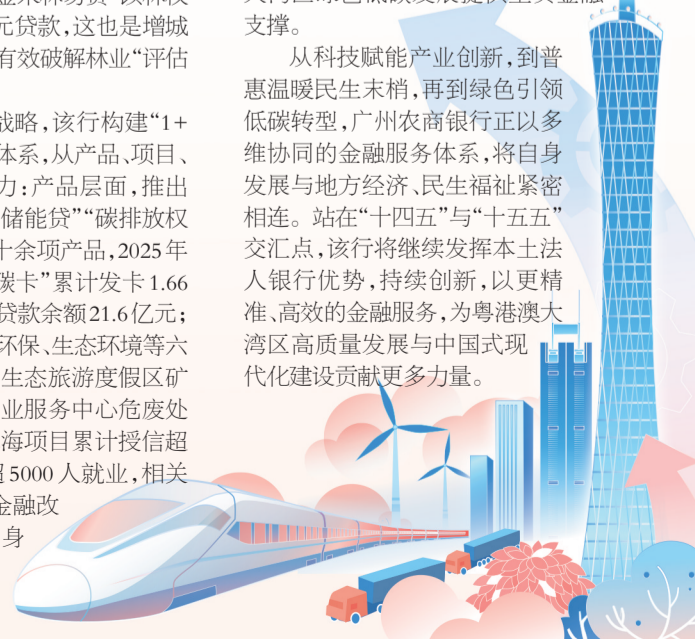 元贷款,这也是增城
有效破解林业“评估
战略,该行构建“1+
体系,从产品、项目、
力:产品层面,推出
储能贷”“碳排放权
十余项产品,2025年
碳卡”累计发卡1.66
贷款余额21.6亿元;
环保、生态环境等六
生态旅游度假区矿
业服务中心危废处
海项目累计授信超
超5000人就业,相关
金融改
身
支撑。
从科技赋能产业创新,到普
惠温暖民生末梢,再到绿色引领
低碳转型,广州农商银行正以多
维协同的金融服务体系,将自身
发展与地方经济、民生福祉紧密
相连。站在“十四五”与“十五五”
交汇点,该行将继续发挥本土法
人银行优势,持续创新,以更精
准、高效的金融服务,为粤港澳大
湾区高质量发展与中国式现
代化建设贡献更多力量。